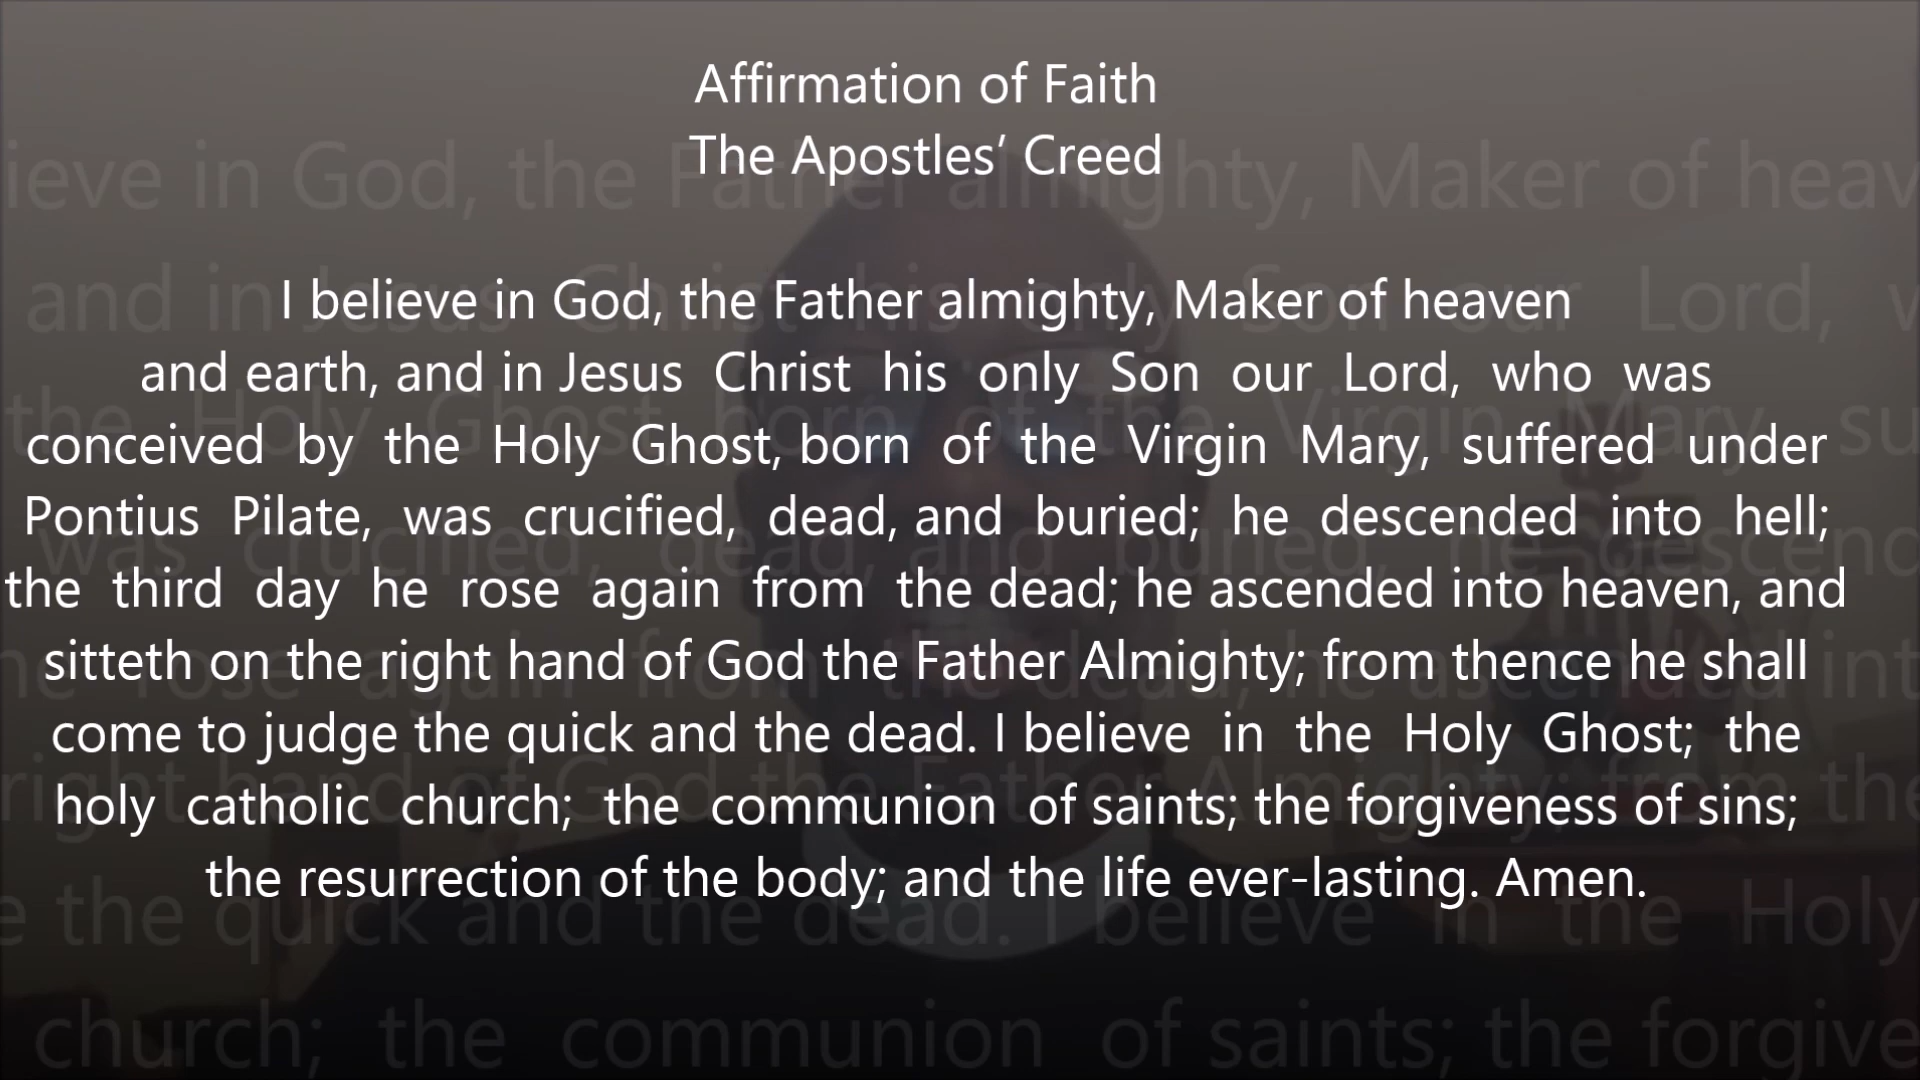 Affirmation of Faith
The Apostles’ Creed
I believe in God, the Father almighty, Maker of heaven
and earth, and in Jesus Christ his only Son our Lord, who was
conceived by the Holy Ghost, born of the Virgin Mary, suffered under
Pontius Pilate, was crucified, dead, and buried; he descended into hell;
the third day he rose again from the dead; he ascended into heaven, and
sitteth on the right hand of God the Father Almighty; from thence he shall
come to judge the quick and the dead. I believe in the Holy Ghost; the
holy catholic church; the communion of saints; the forgiveness of sins;
the resurrection of the body; and the life ever-lasting. Amen.